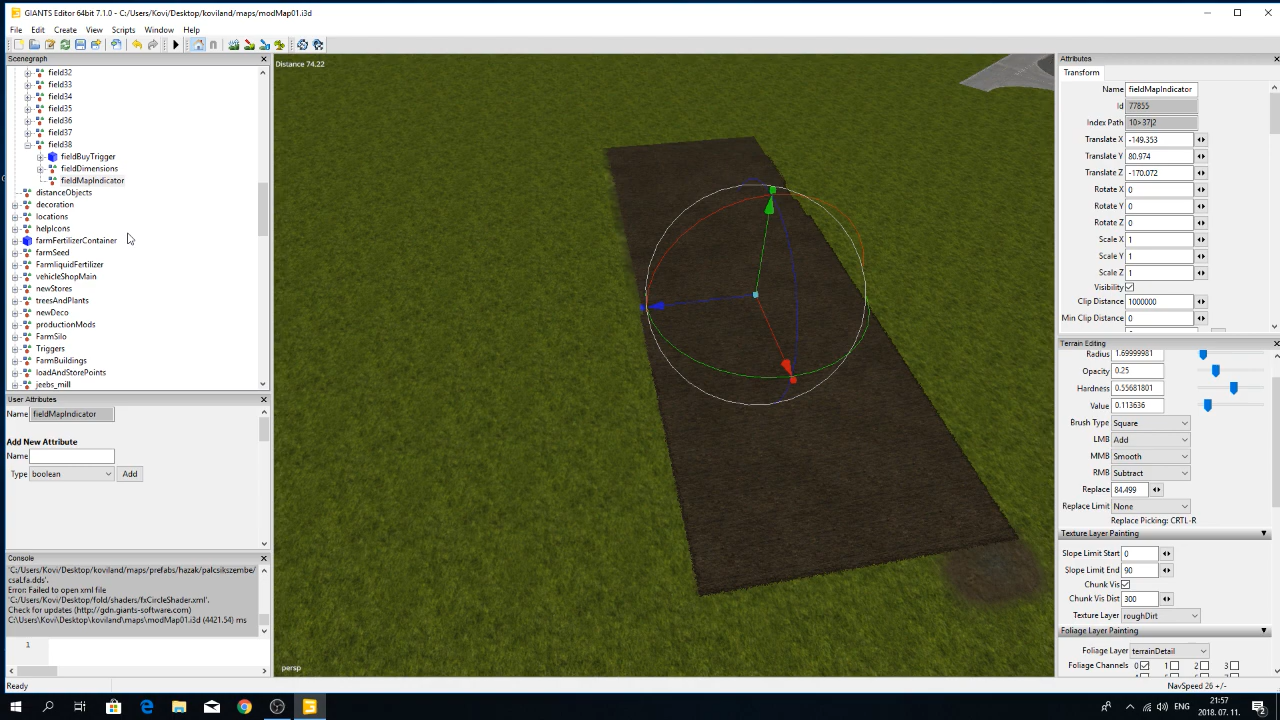 GIANTS Editor 64bit 7.1.0 - C:/Users/Kovi/Desktop/koviland/maps/modMap01.i3d
File Edit Create View Scripts Window Help
Scenegraph
field32
field33
field34
field35
field36
field37
field38
fieldBuyTrigger
fieldDimensions
fieldMapIndicator
distanceObjects
decoration
locations
helpIcons
farmFertilizerContainer
farmSeed
FarmliquidFertilizer
vehicleShopMain
newStores
treesAndPlants
newDeco
productionMods
FarmSilo
Triggers
FarmBuildings
loadAndStorePoints
jeebs_mill
User Attributes
Name fieldMapIndicator
Add New Attribute
Name
Type boolean Add
Console
'C:/Users/Kovi/Desktop/koviland/maps/prefabs/hazak/palcsikszembe/
csaLfa.dds'.
Error: Failed to open xml file
'C:/Users/Kovi/Desktop/fold/shaders/fxCircleShader.xml'.
Check for updates (http://gdn.giants-software.com)
C:\Users\Kovi\Desktop\koviland\maps\modMap01.i3d (4421.54) ms
1
Ready
Distance 74.22
persp
Attributes
Transform
Name fieldMapIndicator
Id 77855
Index Path 10>37|2
Translate X -149.353
Translate Y 80.974
Translate Z -170.072
Rotate X 0
Rotate Y 0
Rotate Z 0
Scale X 1
Scale Y 1
Scale Z 1
Visibility
Clip Distance 1000000
Min Clip Distance 0
Terrain Editing
Radius 1.69999981
Opacity 0.25
Hardness 0.55681801
Value 0.113636
Brush Type Square
LMB Add
MMB Smooth
RMB Subtract
Replace 84.499
Replace Limit None
Replace Picking: CRTL-R
Texture Layer Painting
Slope Limit Start 0
Slope Limit End 90
Chunk Vis
Chunk Vis Dist 300
Texture Layer roughDirt
Foliage Layer Painting
Foliage Layer terrainDetail
Foliage Channels 0 1 2 3
NavSpeed 26 +/-
ENG
21:57
2018. 07. 11.
2